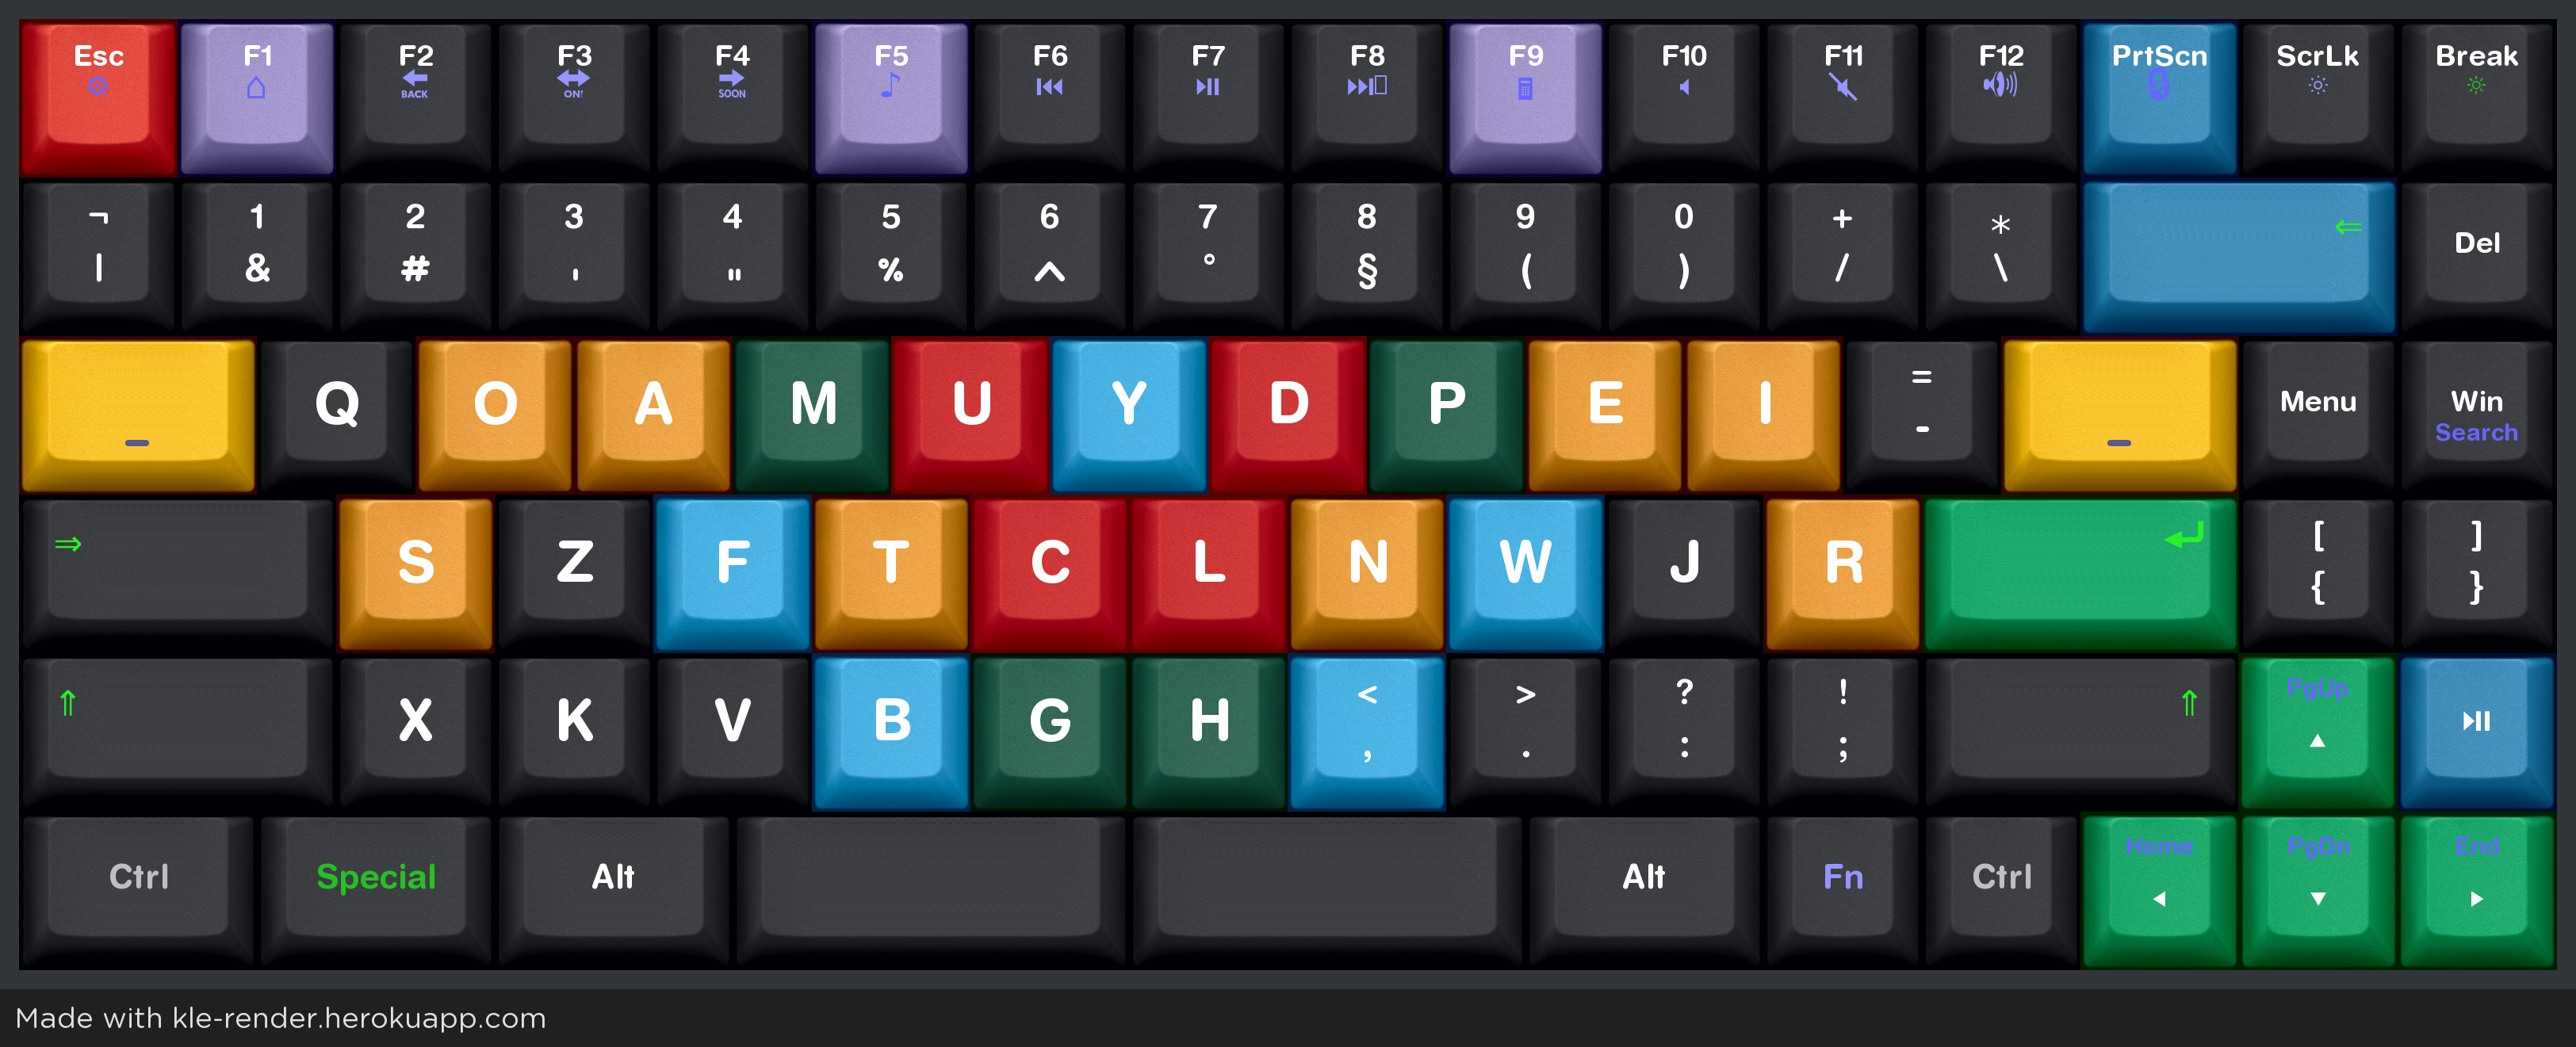 Esc F1 F2 F3 F4 F5 F6 F7 F8 F9 F10 F11 F12 PrtScn ScrLk Break
BACK ON! SOON
¬ 1 2 3 4 5 6 7 8 9 0 + *
| & # ' " % ^ ° § ( ) / \
⇐ Del
_ Q O A M U Y D P E I = - _ Menu Win
Search
⇒ S Z F T C L N W J R [ ]
{ }
⇑ X K V B G H < > ? ! ⇑ PgUp
, . : ;
Ctrl Special Alt Alt Fn Ctrl Home PgDn End
Made with kle-render.herokuapp.com